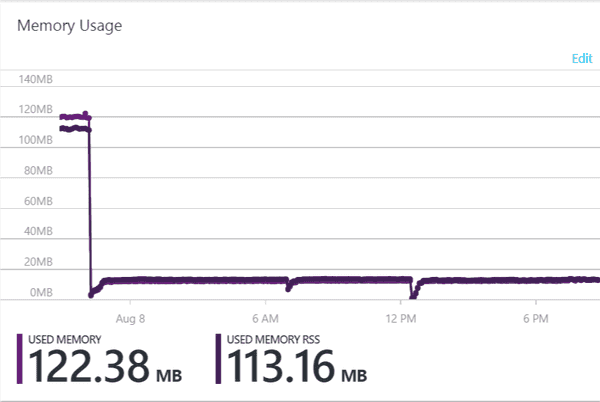 Memory Usage
Edit
140MB
120MB
100MB
80MB
60MB
40MB
20MB
0MB
Aug 8 6 AM 12 PM 6 PM
USED MEMORY USED MEMORY RSS
122.38 MB 113.16 MB